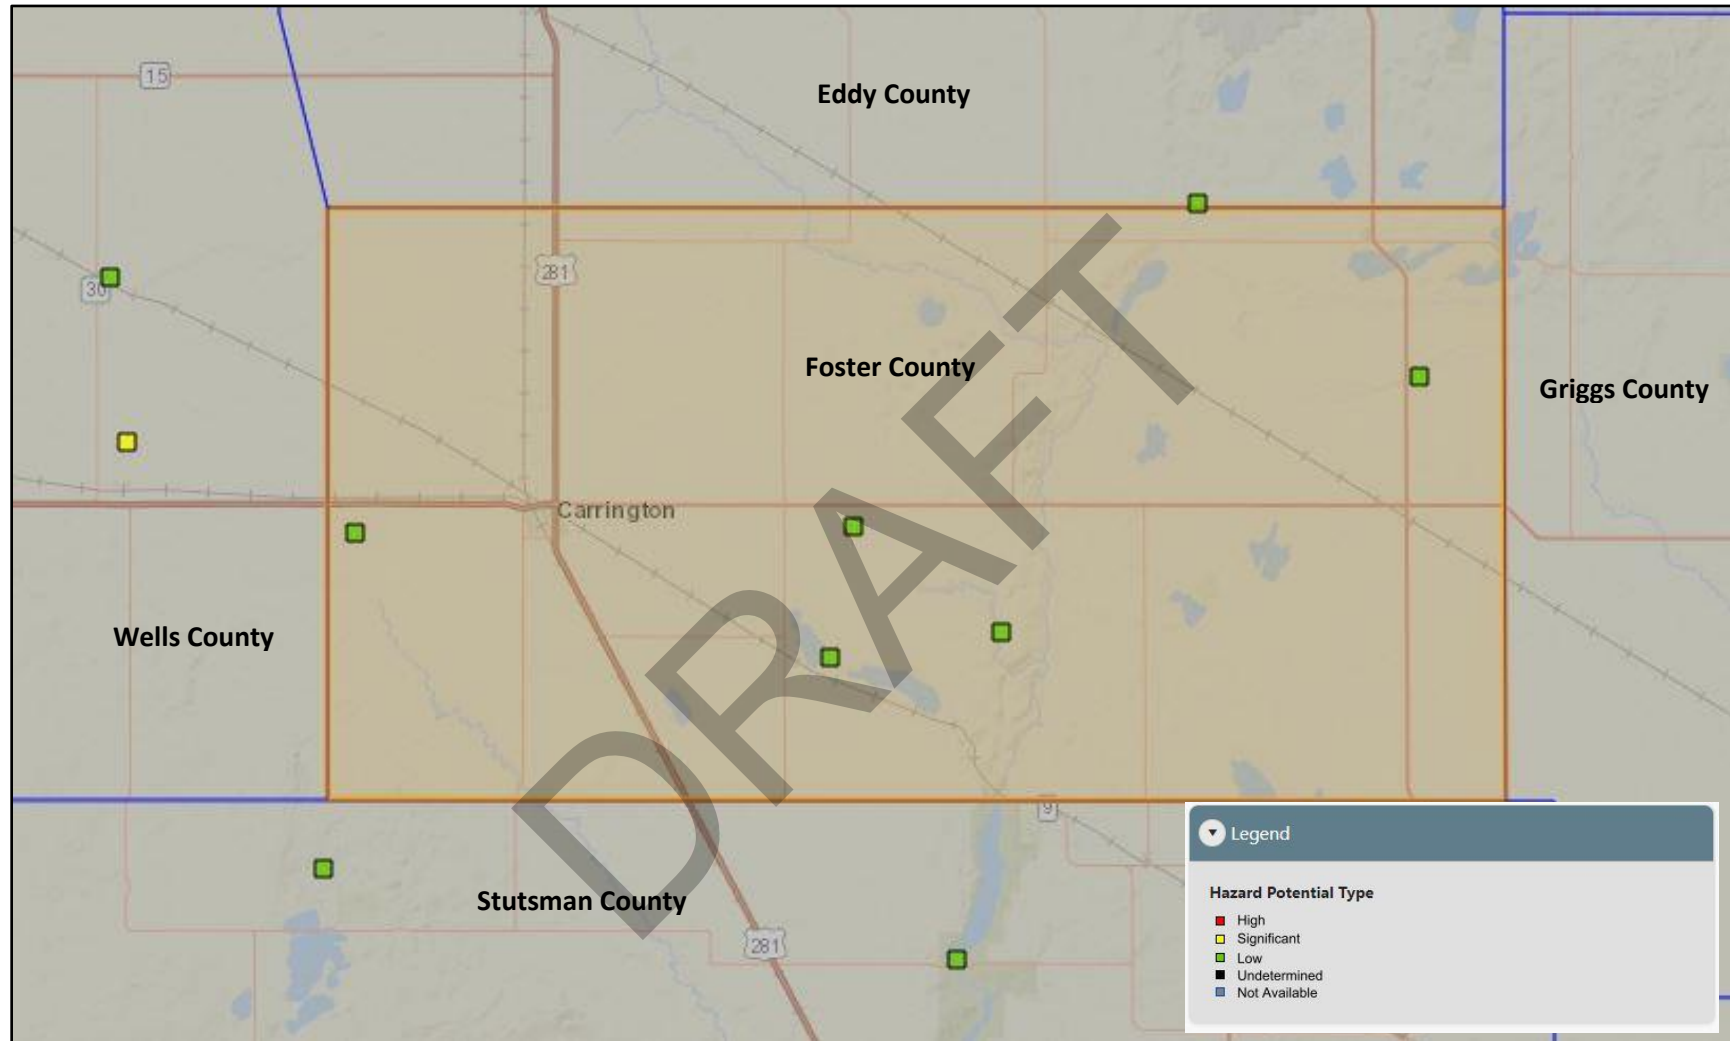 15
Eddy County
281
30
Foster County
Griggs County
Carrington
DRAFT
Wells County
9
Legend
Hazard Potential Type
High
Significant
Low
Undetermined
Not Available
Stutsman County
281